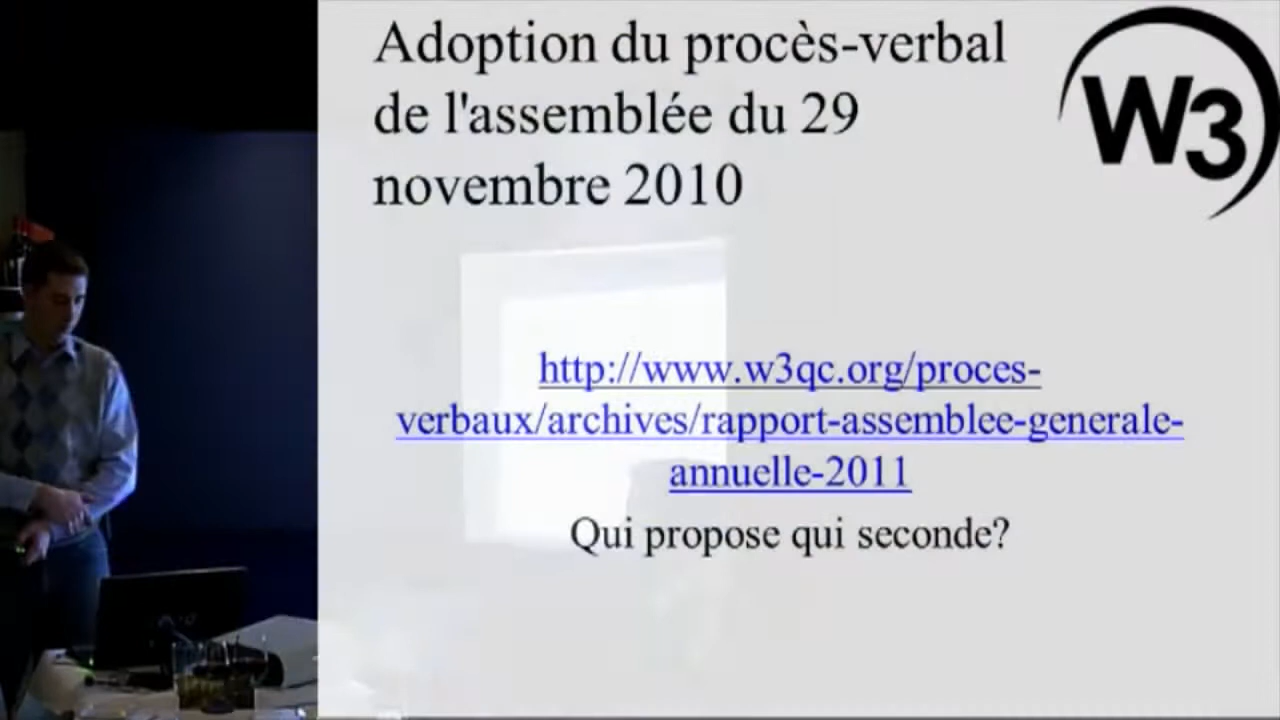 Adoption du procès-verbal
de l'assemblée du 29
novembre 2010
W3
http://www.w3qc.org/proces-
verbaux/archives/rapport-assemblee-generale-
annuelle-2011
Qui propose qui seconde?